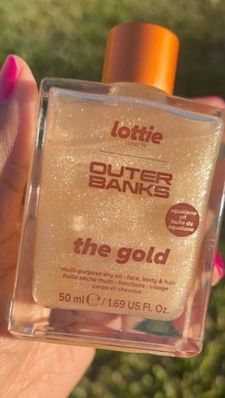 lottie
LONDON
OUTER
BANKS
squalane
oil
huile de
squalane
the gold
multi purpose dry oil - face, body & hair
huile sèche multi - fonctions - visage
corps et cheveux
50 ml ℮ / 1.69 US Fl. Oz.